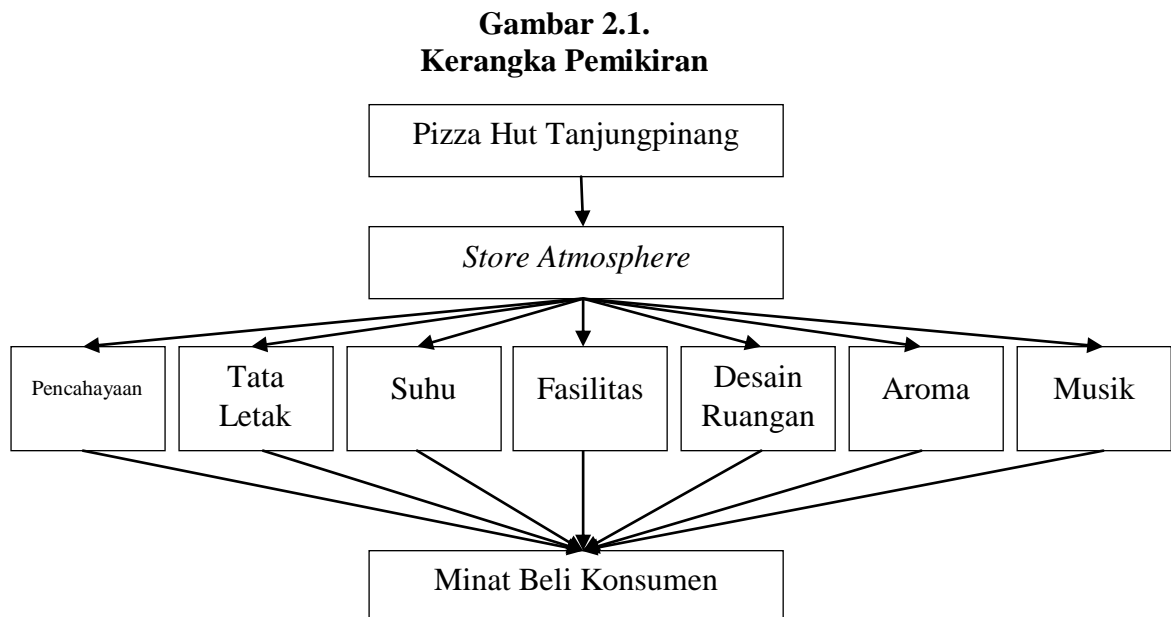 Gambar 2.1.
Kerangka Pemikiran
Pizza Hut Tanjungpinang
Store Atmosphere
Pencahayaan
Tata
Letak
Suhu
Fasilitas
Desain
Ruangan
Aroma
Musik
Minat Beli Konsumen